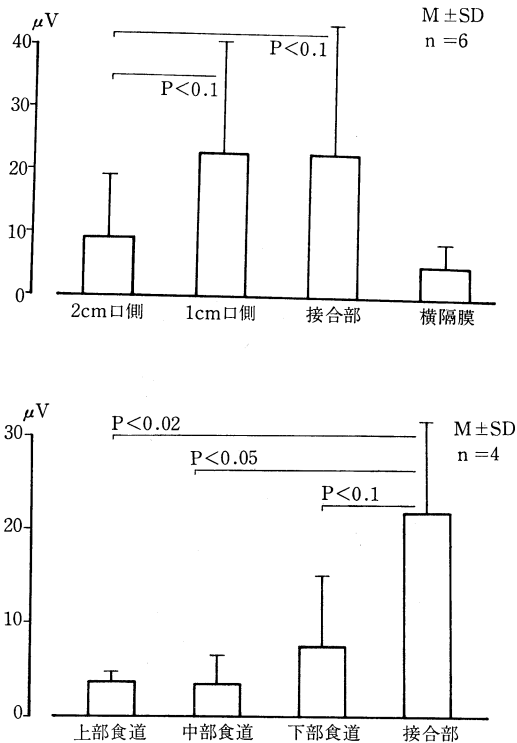 μV
M±SD
n=6
40
30
20
10
0
P<0.1
P<0.1
2cm口側 1cm口側 接合部 横隔膜
μV
M±SD
n=4
30
20
10
0
P<0.02
P<0.05
P<0.1
上部食道 中部食道 下部食道 接合部